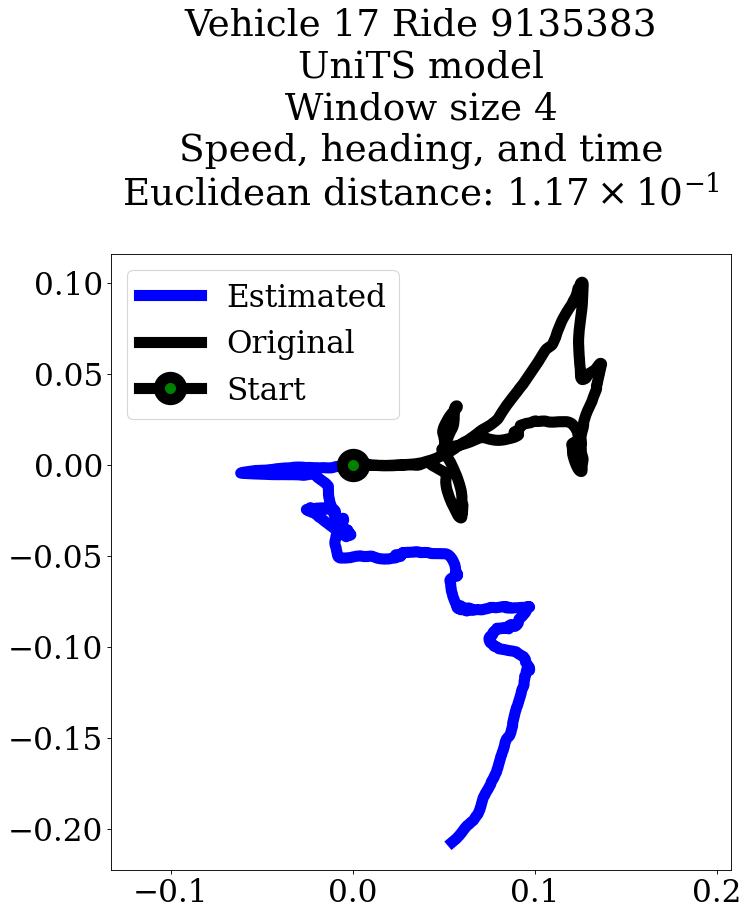 Vehicle 17 Ride 9135383
UniTS model
Window size 4
Speed, heading, and time
Euclidean distance: 1.17 × 10⁻¹
Estimated
Original
Start
0.10
0.05
0.00
−0.05
−0.10
−0.15
−0.20
−0.1 0.0 0.1 0.2